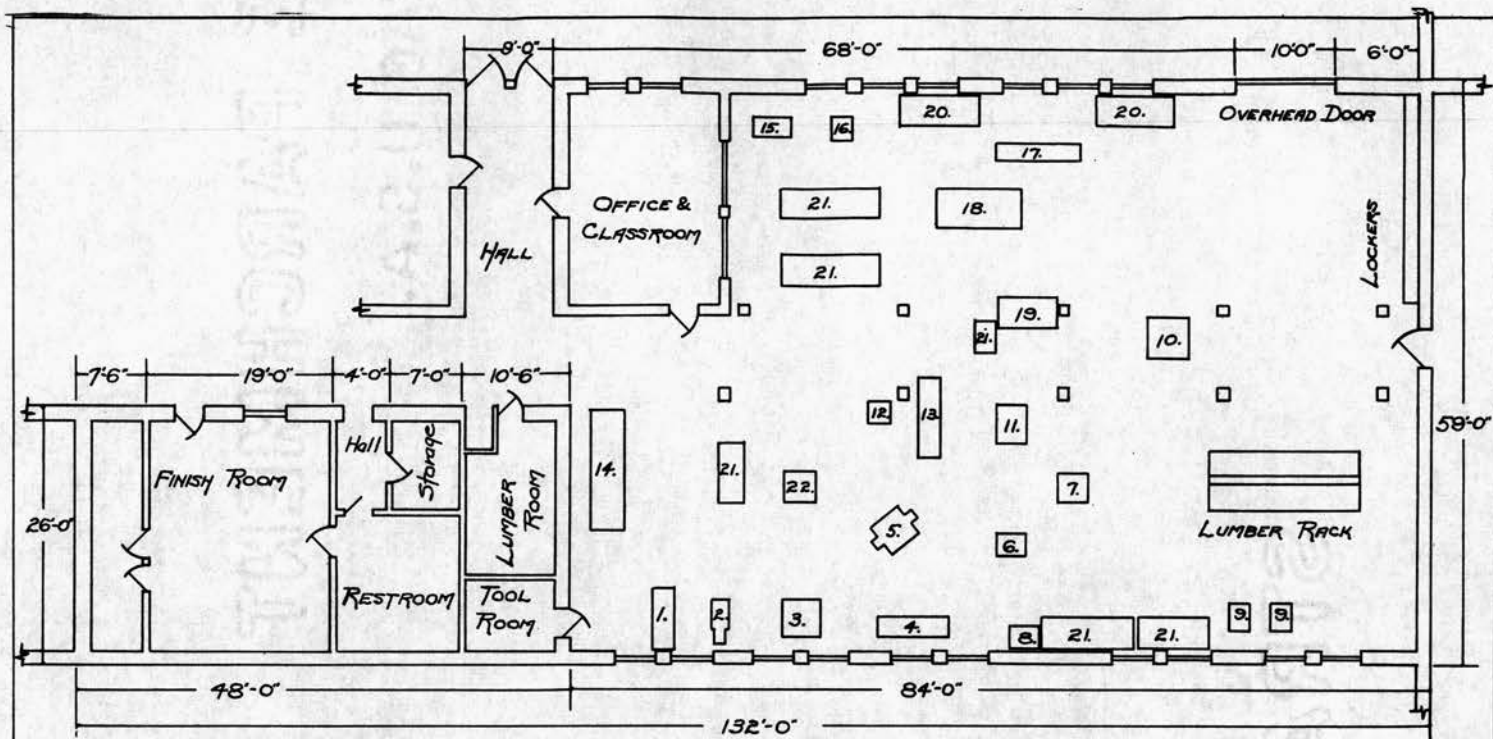 9'-0" 68'-0" 10'0" 6'-0"
15. 16. 20. 20. OVERHEAD DOOR
17.
OFFICE &
CLASSROOM
21. 18.
HALL
LOCKERS
21.
19.
21.
10.
7'-6" 19'-0" 4'-0" 7'-0" 10'-6"
12. 13. 11.
59'-0"
Hall
Storage
14.
FINISH ROOM
LUMBER
ROOM
21. 22. 7.
26'-0"
5.
LUMBER RACK
6.
RESTROOM
TOOL
ROOM
1. 2. 3. 4. 8. 21. 21. 9. 9.
48'-0" 84'-0"
132'-0"